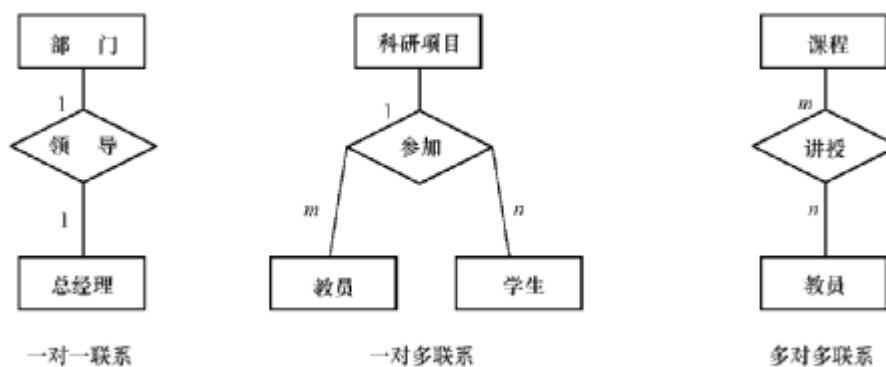 部 门
1
领 导
1
总经理
一对一联系
科研项目
1
参加
m
n
教员
学生
一对多联系
课程
m
讲授
n
教员
多对多联系